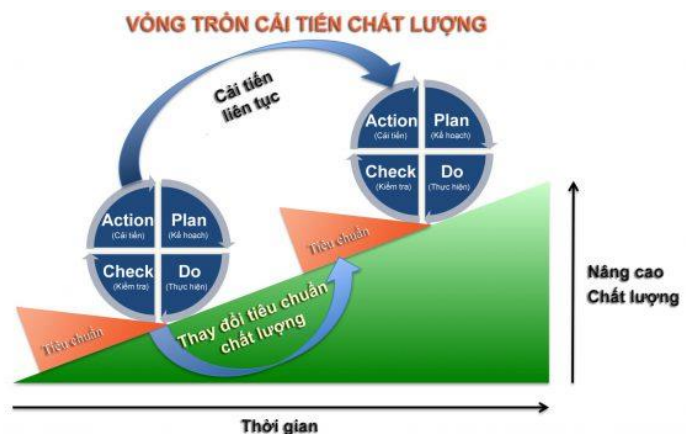 VÒNG TRÒN CẢI TIẾN CHẤT LƯỢNG
Cải tiến
liên tục
Action
(Cải tiến)
Plan
(Kế hoạch)
Check
(Kiểm tra)
Do
(Thực hiện)
Action
(Cải tiến)
Plan
(Kế hoạch)
Check
(Kiểm tra)
Do
(Thực hiện)
Tiêu chuẩn
Tiêu chuẩn
Thay đổi tiêu chuẩn
chất lượng
Nâng cao
Chất lượng
Thời gian